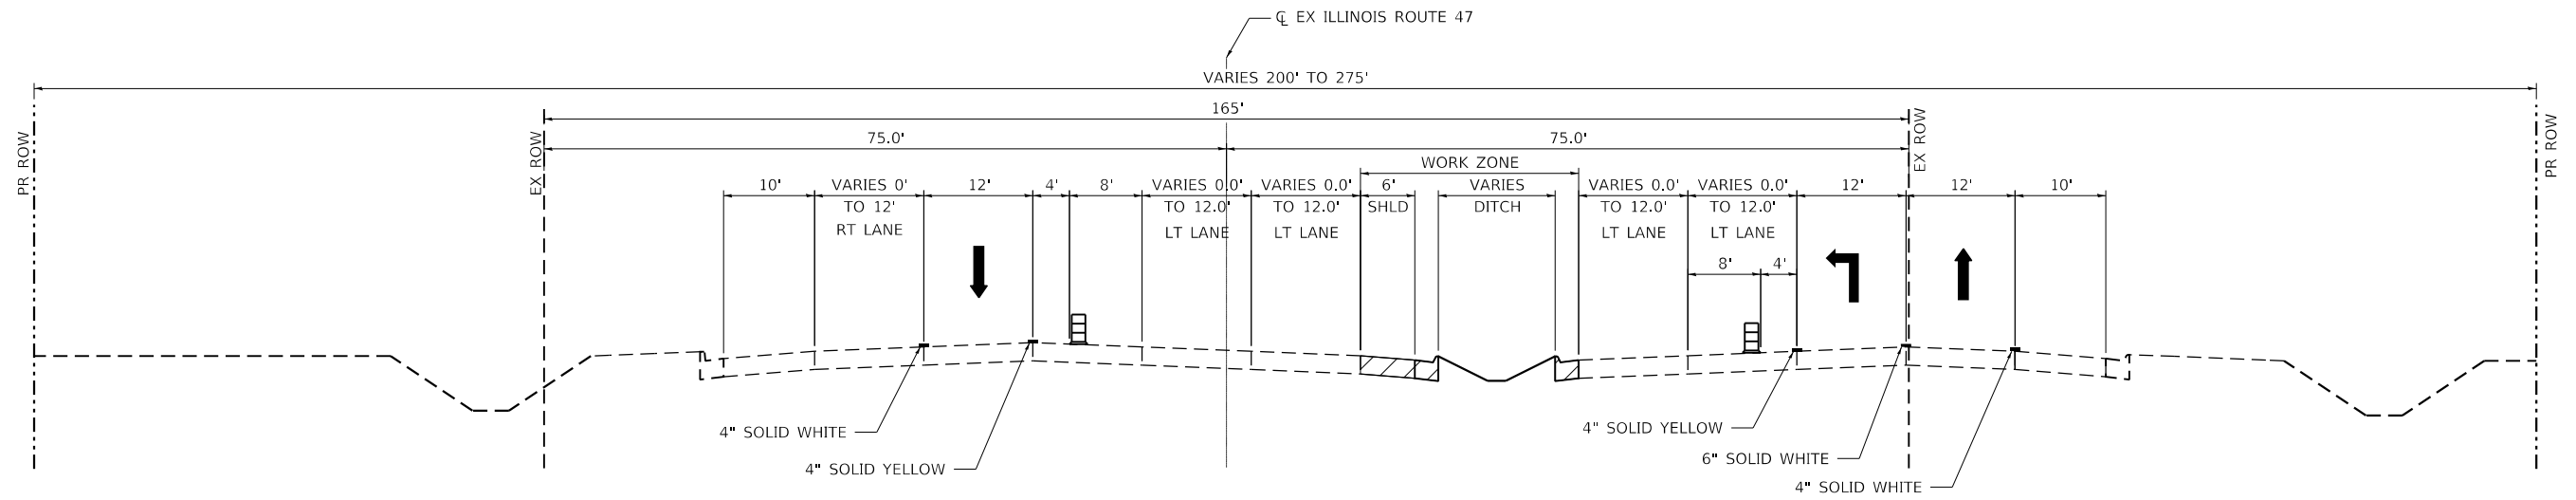 ℄ EX ILLINOIS ROUTE 47
VARIES 200' TO 275'
165'
75.0'
75.0'
PR ROW
EX ROW
EX ROW
PR ROW
WORK ZONE
10'
VARIES 0'
TO 12'
RT LANE
12'
4'
8'
VARIES 0.0'
TO 12.0'
LT LANE
VARIES 0.0'
TO 12.0'
LT LANE
6'
SHLD
VARIES
DITCH
VARIES 0.0'
TO 12.0'
LT LANE
VARIES 0.0'
TO 12.0'
LT LANE
12'
12'
10'
8'
4'
4" SOLID WHITE
4" SOLID YELLOW
4" SOLID YELLOW
6" SOLID WHITE
4" SOLID WHITE